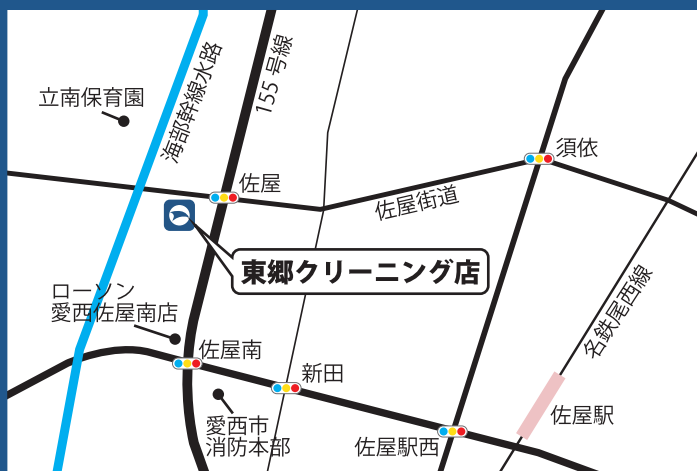 立南保育園
海部幹線水路
155 号線
須依
佐屋
佐屋街道
東郷クリーニング店
ローソン
愛西佐屋南店
名鉄尾西線
佐屋南
新田
愛西市
消防本部
佐屋駅西
佐屋駅